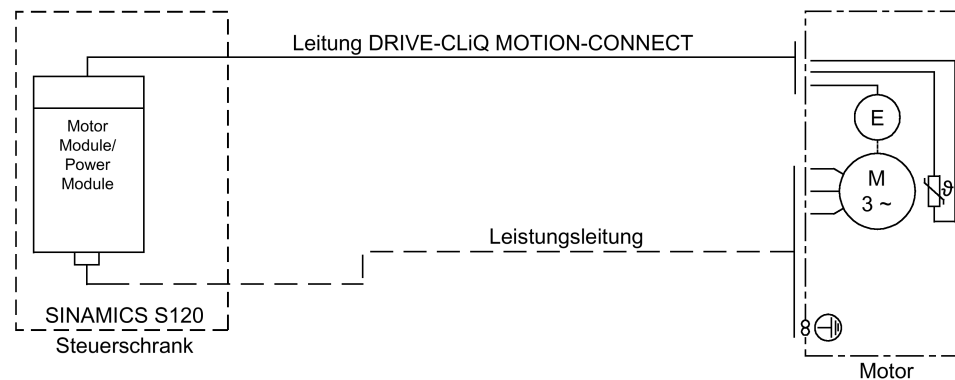 Leitung DRIVE-CLiQ MOTION-CONNECT
Motor
Module/
Power
Module
E
M
3 ~
ϑ
Leistungsleitung
SINAMICS S120
Steuerschrank
Motor